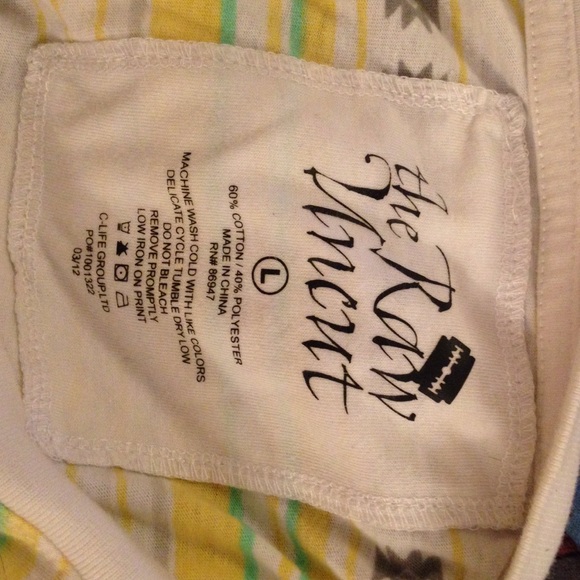 the Raw
Uncut
L
60% COTTON / 40% POLYESTER
MADE IN CHINA
RN# 86947
MACHINE WASH COLD WITH LIKE COLORS
DELICATE CYCLE TUMBLE DRY LOW
DO NOT BLEACH
REMOVE PROMPTLY
LOW IRON ON PRINT
C-LIFE GROUP LTD
PO#1001322
03/12